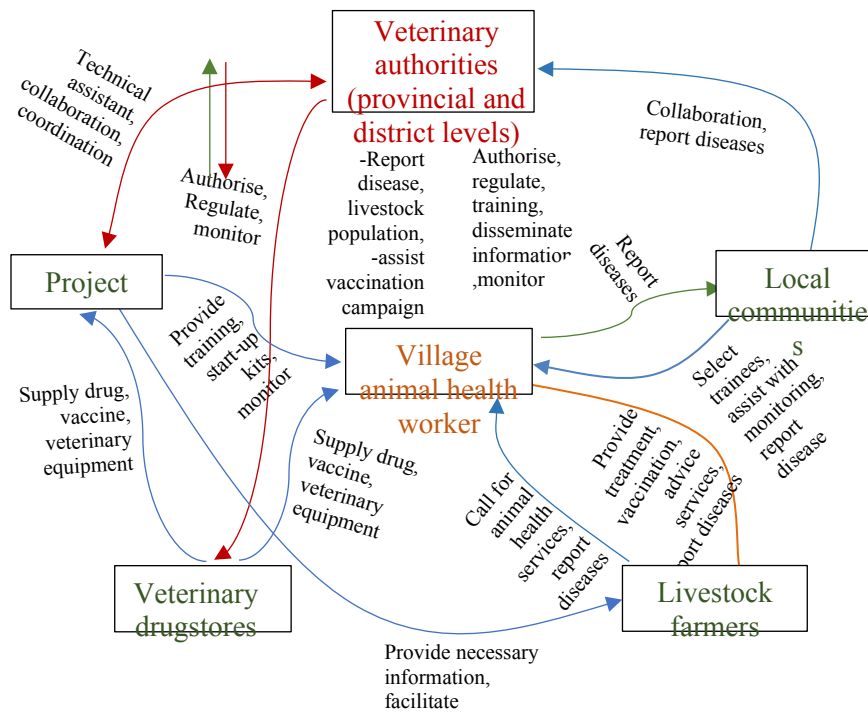 Veterinary
authorities
(provincial and
district levels)
Technical
assistant,
collaboration,
coordination
Authorise,
Regulate,
monitor
-Report
disease,
livestock
population,
-assist
vaccination
campaign
Authorise,
regulate,
training,
disseminate
information
,monitor
Collaboration,
report diseases
Report
diseases
Project
Local
communitie
s
Provide
training,
start-up
kits,
monitor
Village
animal health
worker
Select
trainees,
assist with
monitoring,
report
disease
Supply drug,
vaccine,
veterinary
equipment
Supply drug,
vaccine,
veterinary
equipment
Call for
animal
health
services,
report
diseases
Provide
treatment,
vaccination,
advice
services,
port diseases
Veterinary
drugstores
Livestock
farmers
Provide necessary
information,
facilitate